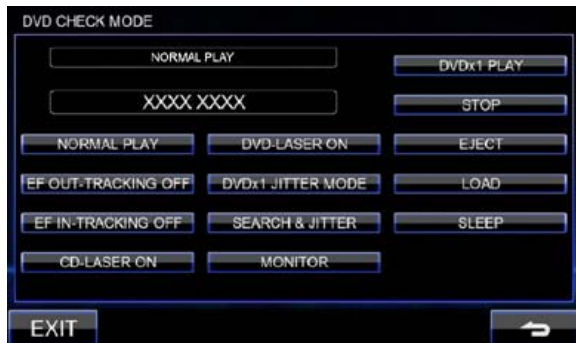 DVD CHECK MODE
NORMAL PLAY
DVDx1 PLAY
XXXX XXXX
STOP
NORMAL PLAY
DVD-LASER ON
EJECT
EF OUT-TRACKING OFF
DVDx1 JITTER MODE
LOAD
EF IN-TRACKING OFF
SEARCH & JITTER
SLEEP
CD-LASER ON
MONITOR
EXIT